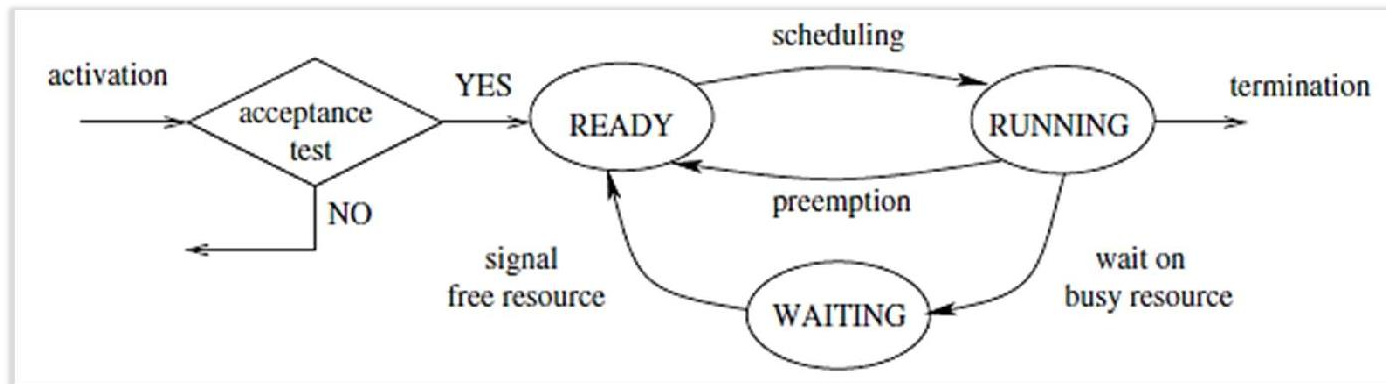 scheduling
activation
YES
termination
acceptance
test
READY
RUNNING
preemption
NO
signal
free resource
wait on
busy resource
WAITING